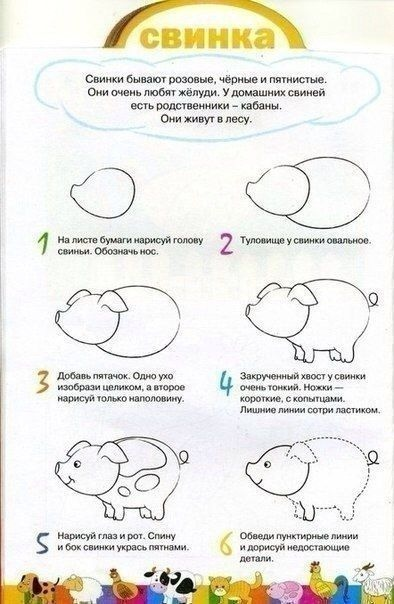 свинка
Свинки бывают розовые, чёрные и пятнистые.
Они очень любят жёлуди. У домашних свиней
есть родственники – кабаны.
Они живут в лесу.
1 На листе бумаги нарисуй голову
свиньи. Обозначь нос.
2 Туловище у свинки овальное.
3 Добавь пятачок. Одно ухо
изобрази целиком, а второе
нарисуй только наполовину.
4 Закрученный хвост у свинки
очень тонкий. Ножки —
короткие, с копытцами.
Лишние линии сотри ластиком.
5 Нарисуй глаз и рот. Спину
и бок свинки укрась пятнами.
6 Обведи пунктирные линии
и дорисуй недостающие
детали.